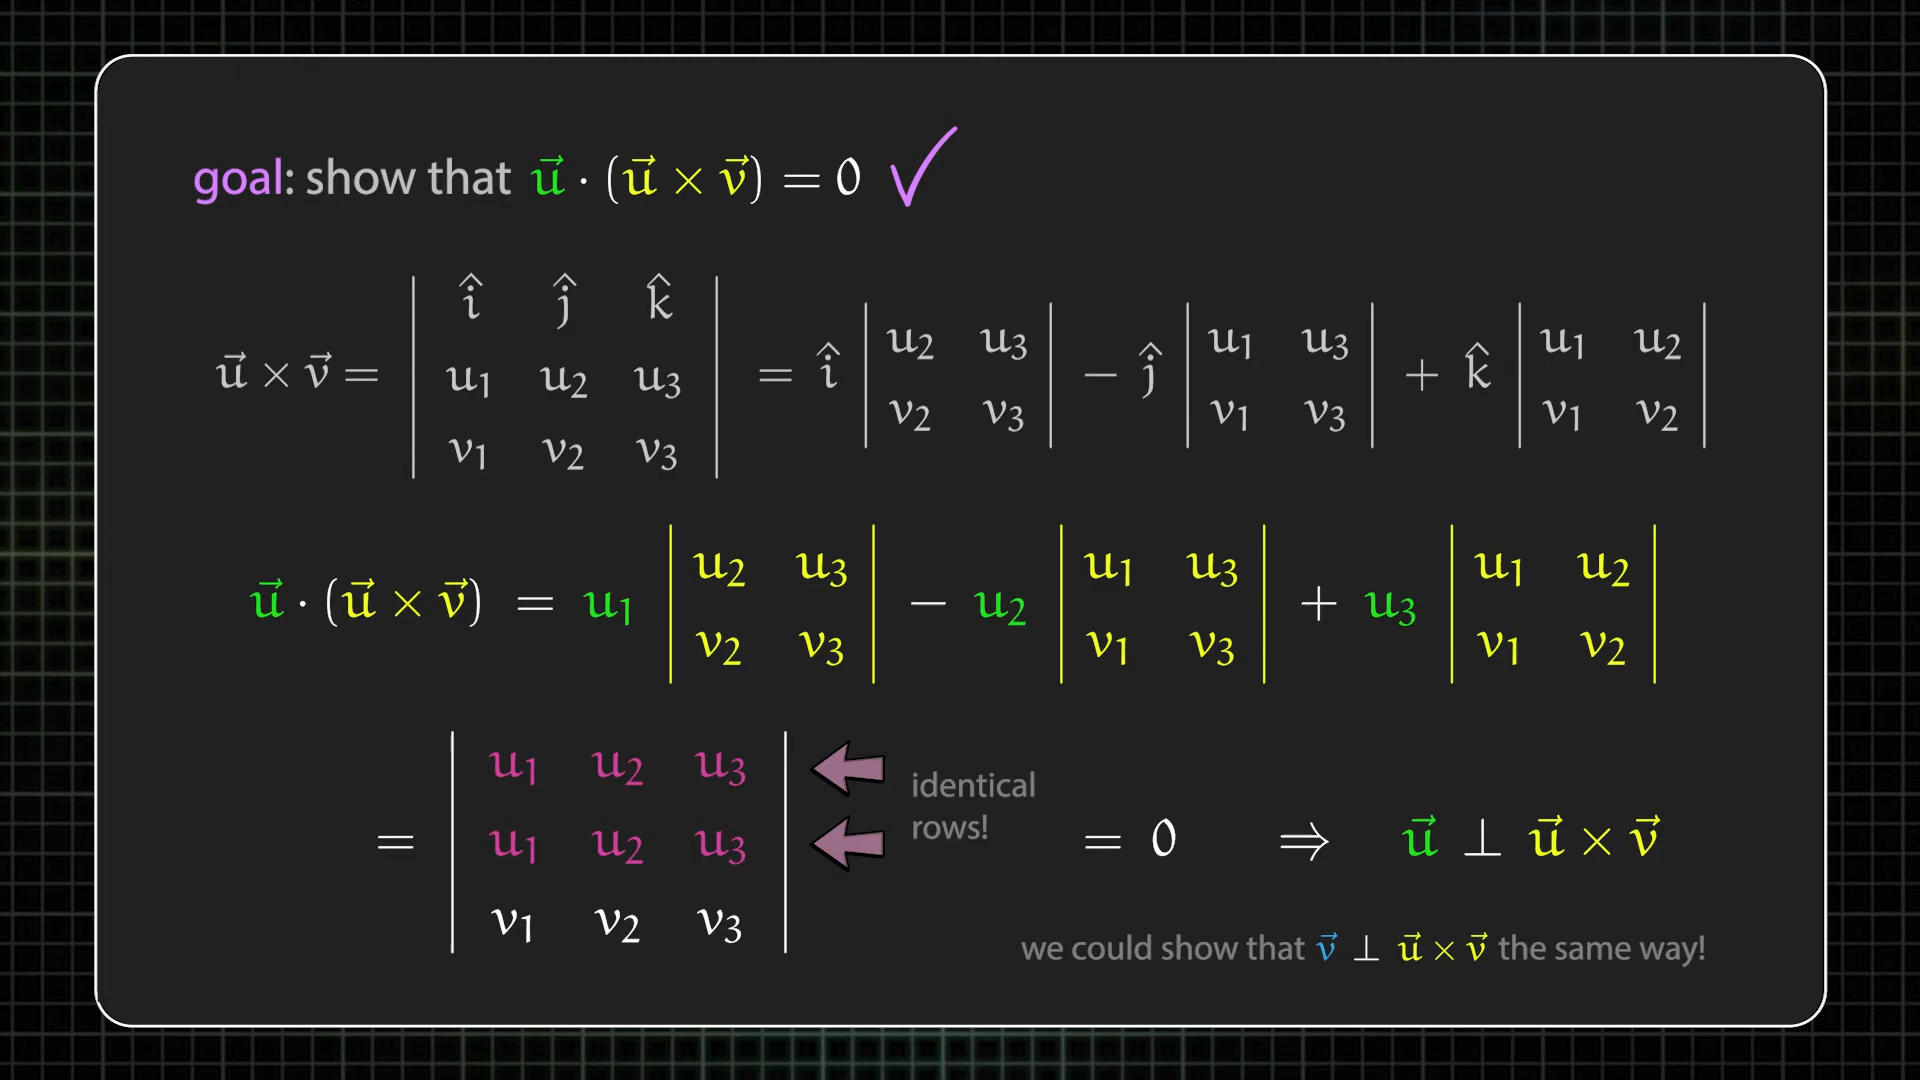 goal: show that u⃗ · (u⃗ × v⃗) = 0 ✓
u⃗ × v⃗ = | î ĵ k̂ ; u₁ u₂ u₃ ; v₁ v₂ v₃ | = î | u₂ u₃ ; v₂ v₃ | − ĵ | u₁ u₃ ; v₁ v₃ | + k̂ | u₁ u₂ ; v₁ v₂ |
u⃗ · (u⃗ × v⃗) = u₁ | u₂ u₃ ; v₂ v₃ | − u₂ | u₁ u₃ ; v₁ v₃ | + u₃ | u₁ u₂ ; v₁ v₂ |
= | u₁ u₂ u₃ ; u₁ u₂ u₃ ; v₁ v₂ v₃ |
identical
rows!
= 0 ⇒ u⃗ ⊥ u⃗ × v⃗
we could show that v⃗ ⊥ u⃗ × v⃗ the same way!